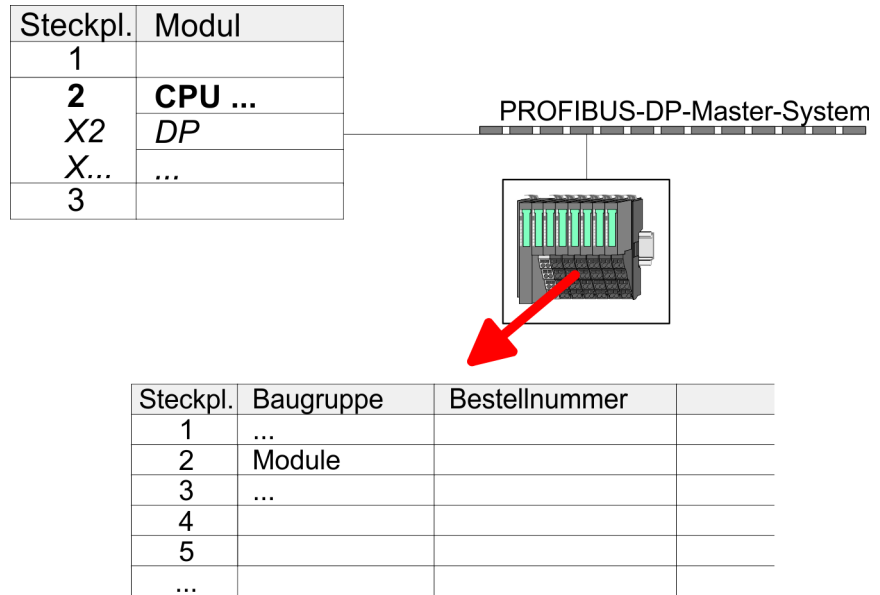 Steckpl. Modul
1
2 CPU ...
X2 DP
X... ...
3
PROFIBUS-DP-Master-System
Steckpl. Baugruppe Bestellnummer
1 ...
2 Module
3 ...
4
5
...